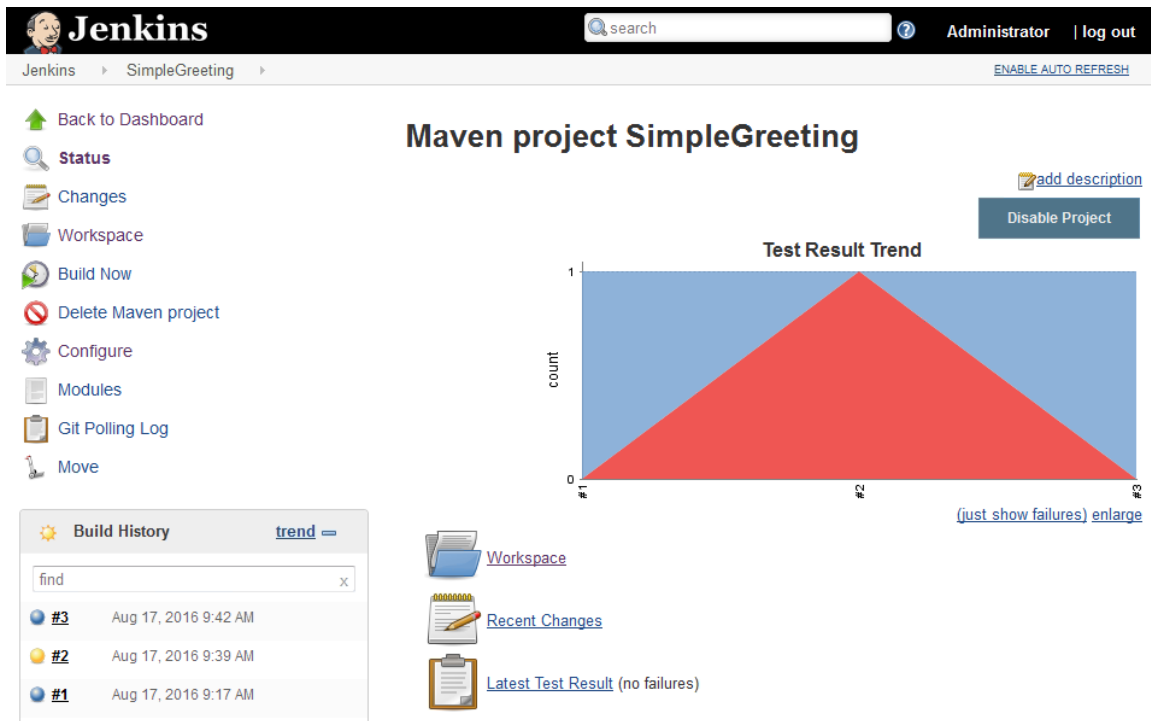 Jenkins
search
Administrator | log out
Jenkins SimpleGreeting
ENABLE AUTO REFRESH
Back to Dashboard
Status
Changes
Workspace
Build Now
Delete Maven project
Configure
Modules
Git Polling Log
Move
Build History trend
find x
#3 Aug 17, 2016 9:42 AM
#2 Aug 17, 2016 9:39 AM
#1 Aug 17, 2016 9:17 AM
Maven project SimpleGreeting
add description
Disable Project
Test Result Trend
1
count
0
#1 #2 #3
(just show failures) enlarge
Workspace
Recent Changes
Latest Test Result (no failures)